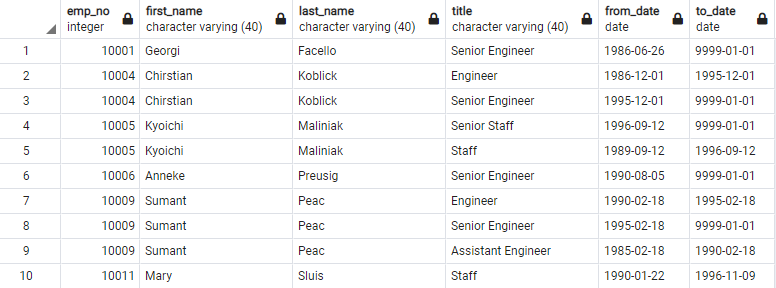 emp_no first_name last_name title from_date to_date
integer character varying (40) character varying (40) character varying (40) date date
1 10001 Georgi Facello Senior Engineer 1986-06-26 9999-01-01
2 10004 Chirstian Koblick Engineer 1986-12-01 1995-12-01
3 10004 Chirstian Koblick Senior Engineer 1995-12-01 9999-01-01
4 10005 Kyoichi Maliniak Senior Staff 1996-09-12 9999-01-01
5 10005 Kyoichi Maliniak Staff 1989-09-12 1996-09-12
6 10006 Anneke Preusig Senior Engineer 1990-08-05 9999-01-01
7 10009 Sumant Peac Engineer 1990-02-18 1995-02-18
8 10009 Sumant Peac Senior Engineer 1995-02-18 9999-01-01
9 10009 Sumant Peac Assistant Engineer 1985-02-18 1990-02-18
10 10011 Mary Sluis Staff 1990-01-22 1996-11-09